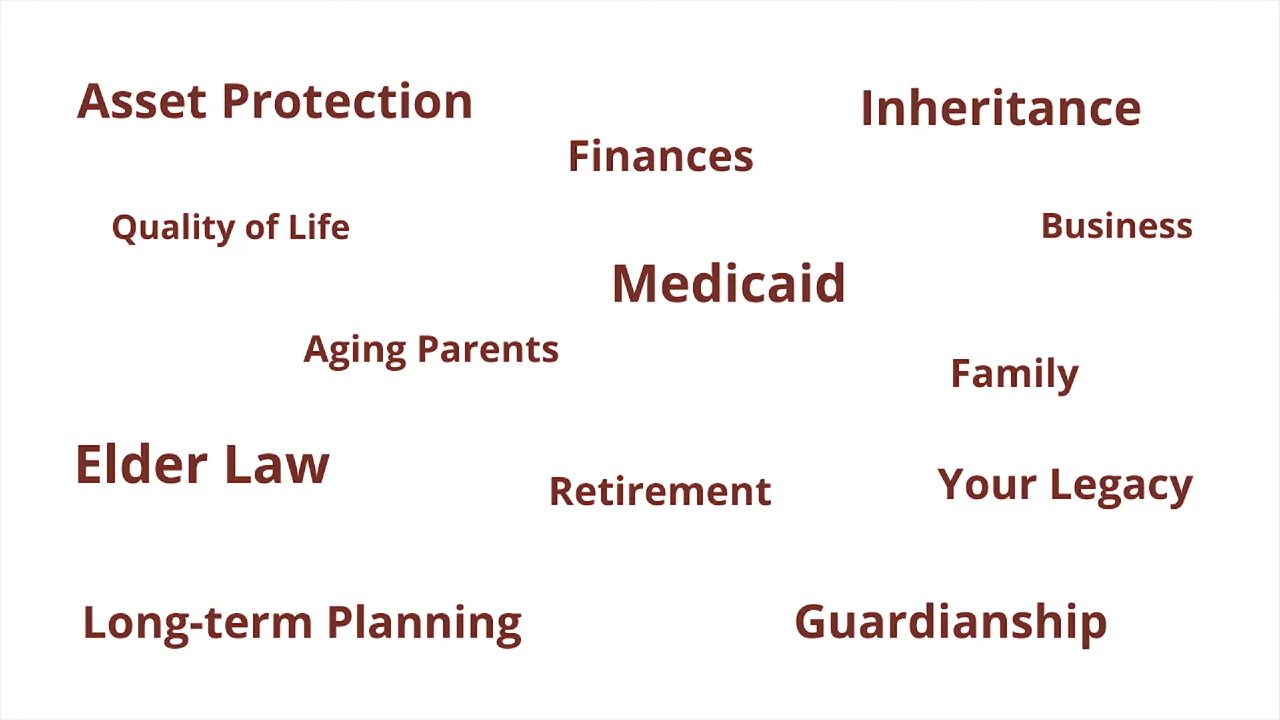 Asset Protection
Inheritance
Finances
Quality of Life
Business
Medicaid
Aging Parents
Family
Elder Law
Retirement
Your Legacy
Long-term Planning
Guardianship